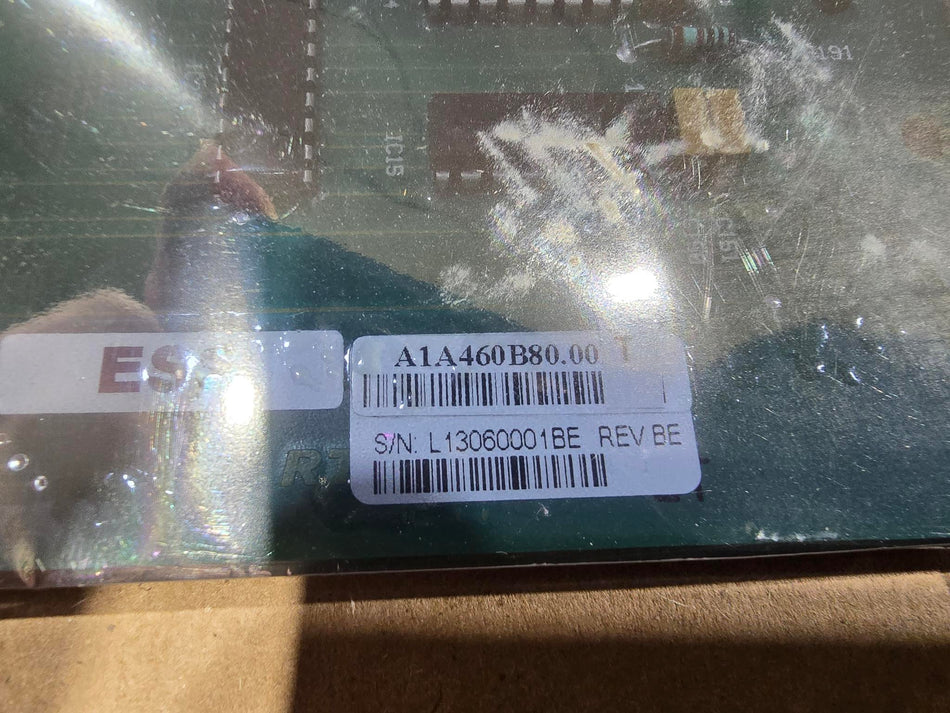 IC15
ESS
A1A460B80.00 T
S/N: L13060001BE REV BE